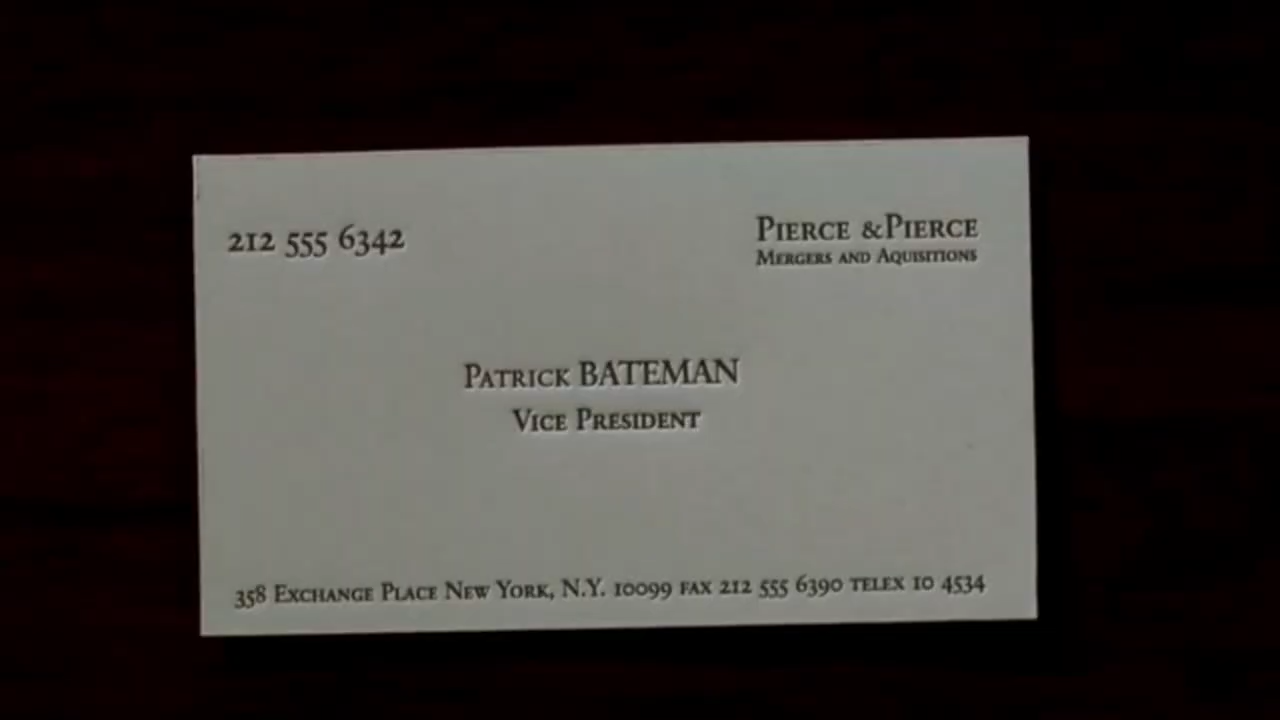 212 555 6342
PIERCE &PIERCE
MERGERS AND AQUISITIONS
PATRICK BATEMAN
VICE PRESIDENT
358 EXCHANGE PLACE NEW YORK, N.Y. 10099 FAX 212 555 6390 TELEX 10 4534